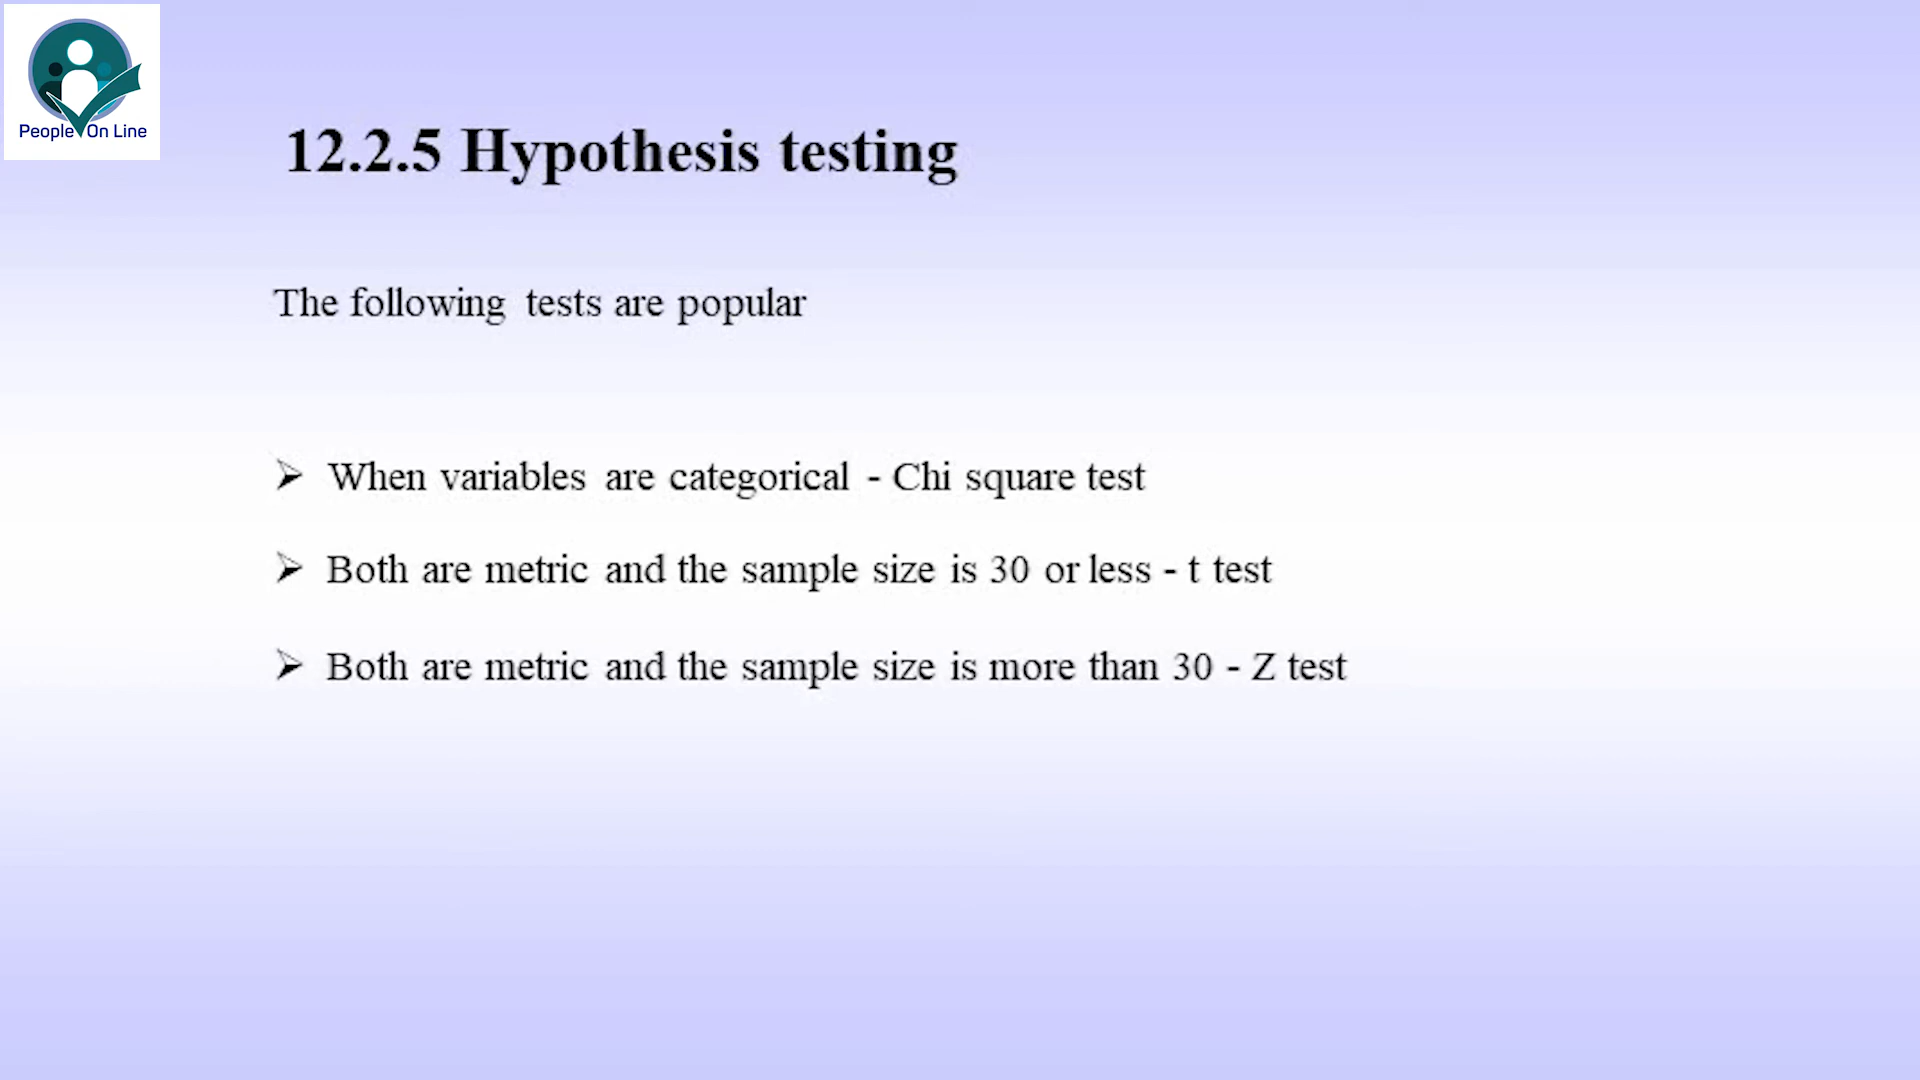 People On Line
12.2.5 Hypothesis testing
The following tests are popular
➢ When variables are categorical - Chi square test
➢ Both are metric and the sample size is 30 or less - t test
➢ Both are metric and the sample size is more than 30 - Z test